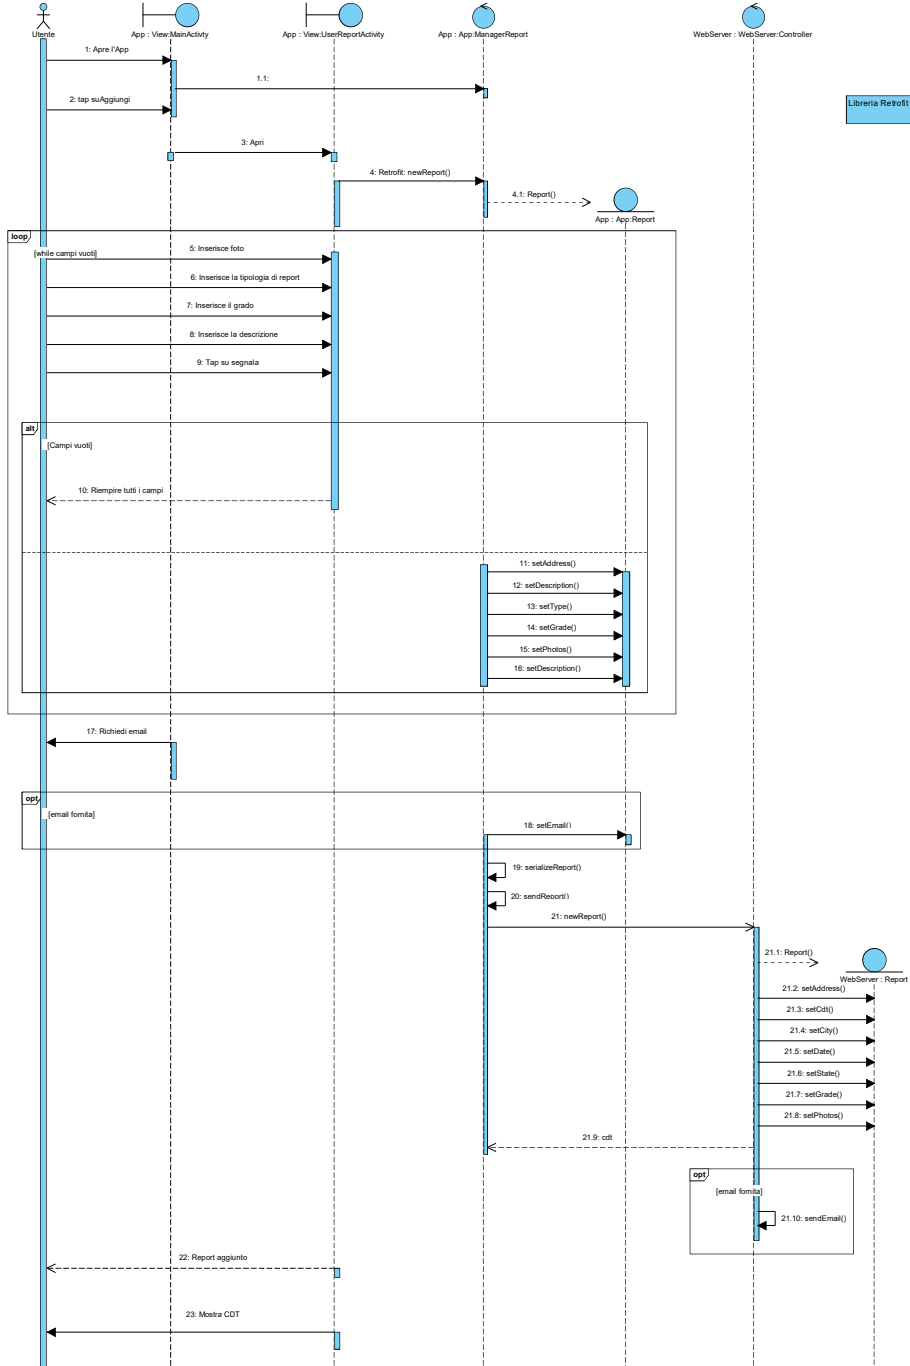 Utente
App : View:MainActivty
App : View:UserReportActivity
App : App:ManagerReport
WebServer : WebServer:Controller
1: Apre l'App
1.1:
2: tap suAggiungi
Libreria Retrofit
3: Apri
4: Retrofit: newReport()
4.1: Report()
App : App:Report
loop
[while campi vuoti]
5: Inserisce foto
6: Inserisce la tipologia di report
7: Inserisce il grado
8: Inserisce la descrizione
9: Tap su segnala
alt
[Campi vuoti]
10: Riempire tutti i campi
11: setAddress()
12: setDescription()
13: setType()
14: setGrade()
15: setPhotos()
16: setDescription()
17: Richiedi email
opt
[email fornita]
18: setEmail()
19: serializeReport()
20: sendReport()
21: newReport()
21.1: Report()
WebServer : Report
21.2: setAddress()
21.3: setCdt()
21.4: setCity()
21.5: setDate()
21.6: setState()
21.7: setGrade()
21.8: setPhotos()
21.9: cdt
opt
[email fornita]
21.10: sendEmail()
22: Report aggiunto
23: Mostra CDT